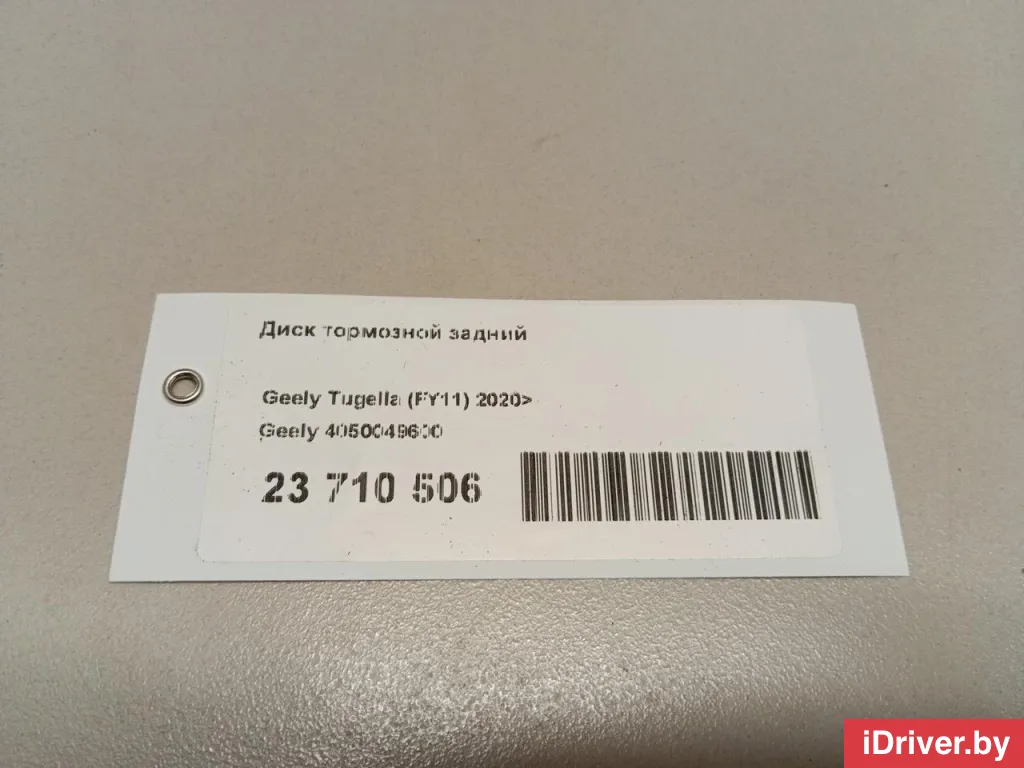 Диск тормозной задний
Geely Tugella (FY11) 2020>
Geely 4050049600
23 710 506
iDriver.by